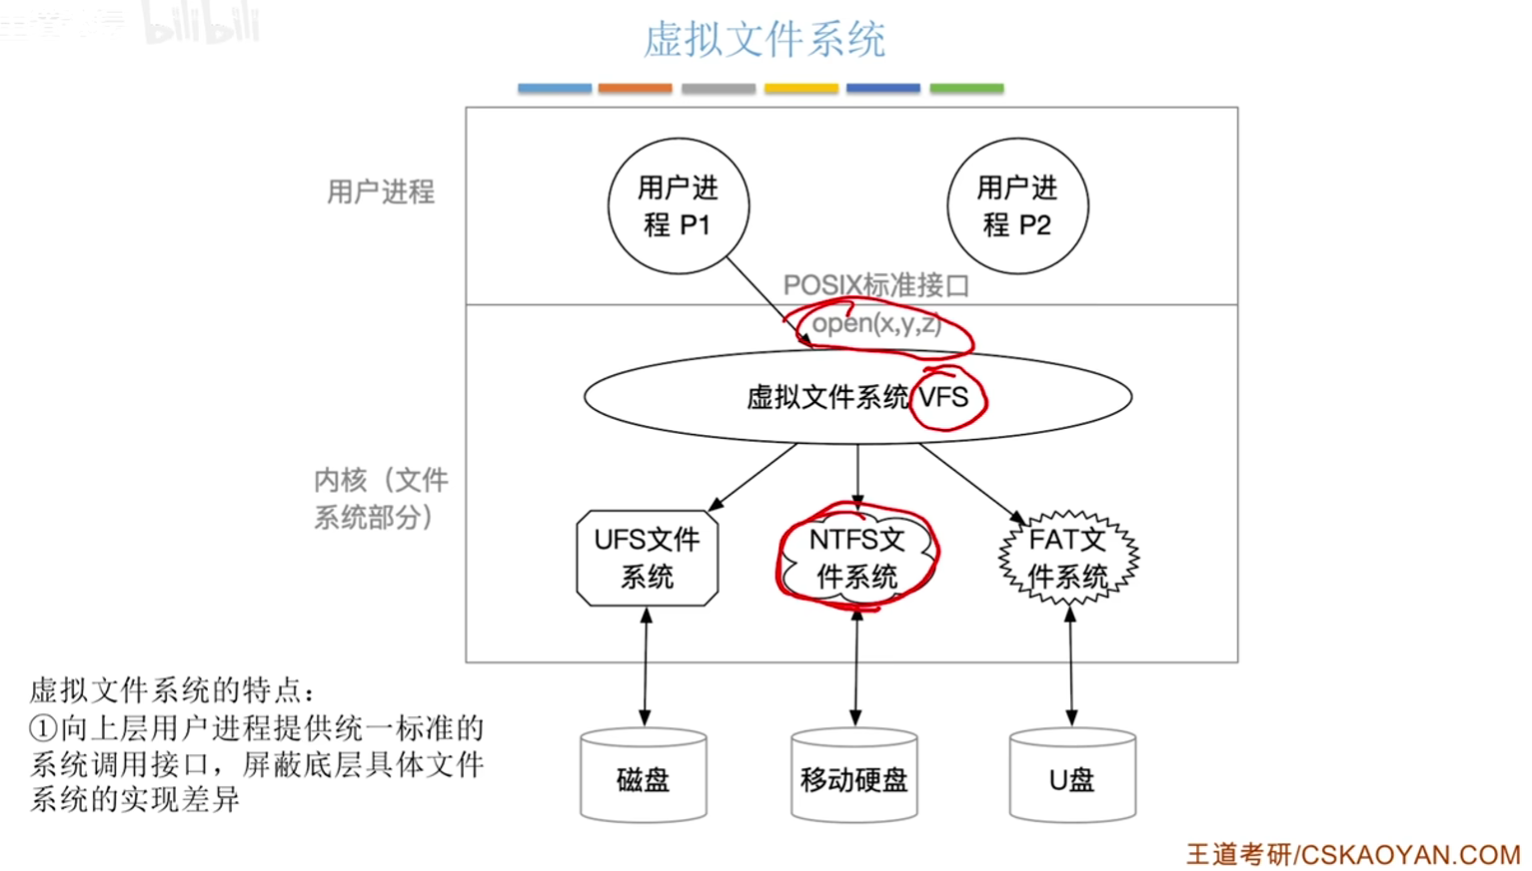 bilibili
虚拟文件系统
用户进程
用户进
程 P1
用户进
程 P2
POSIX标准接口
open(x,y,z)
虚拟文件系统 VFS
内核（文件
系统部分）
UFS文件
系统
NTFS文
件系统
FAT文
件系统
磁盘
移动硬盘
U盘
虚拟文件系统的特点：
①向上层用户进程提供统一标准的
系统调用接口，屏蔽底层具体文件
系统的实现差异
王道考研/CSKAOYAN.COM